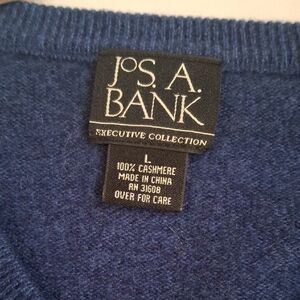 JOS. A.
BANK
EXECUTIVE COLLECTION
L
100% CASHMERE
MADE IN CHINA
RN 31608
OVER FOR CARE